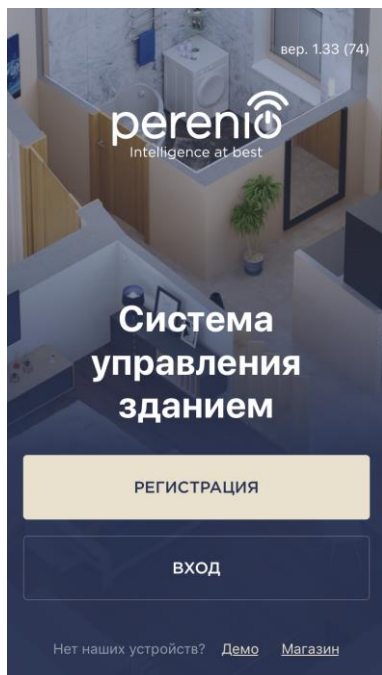 вер. 1.33 (74)
perenio
Intelligence at best
Система
управления
зданием
РЕГИСТРАЦИЯ
ВХОД
Нет наших устройств? Демо Магазин